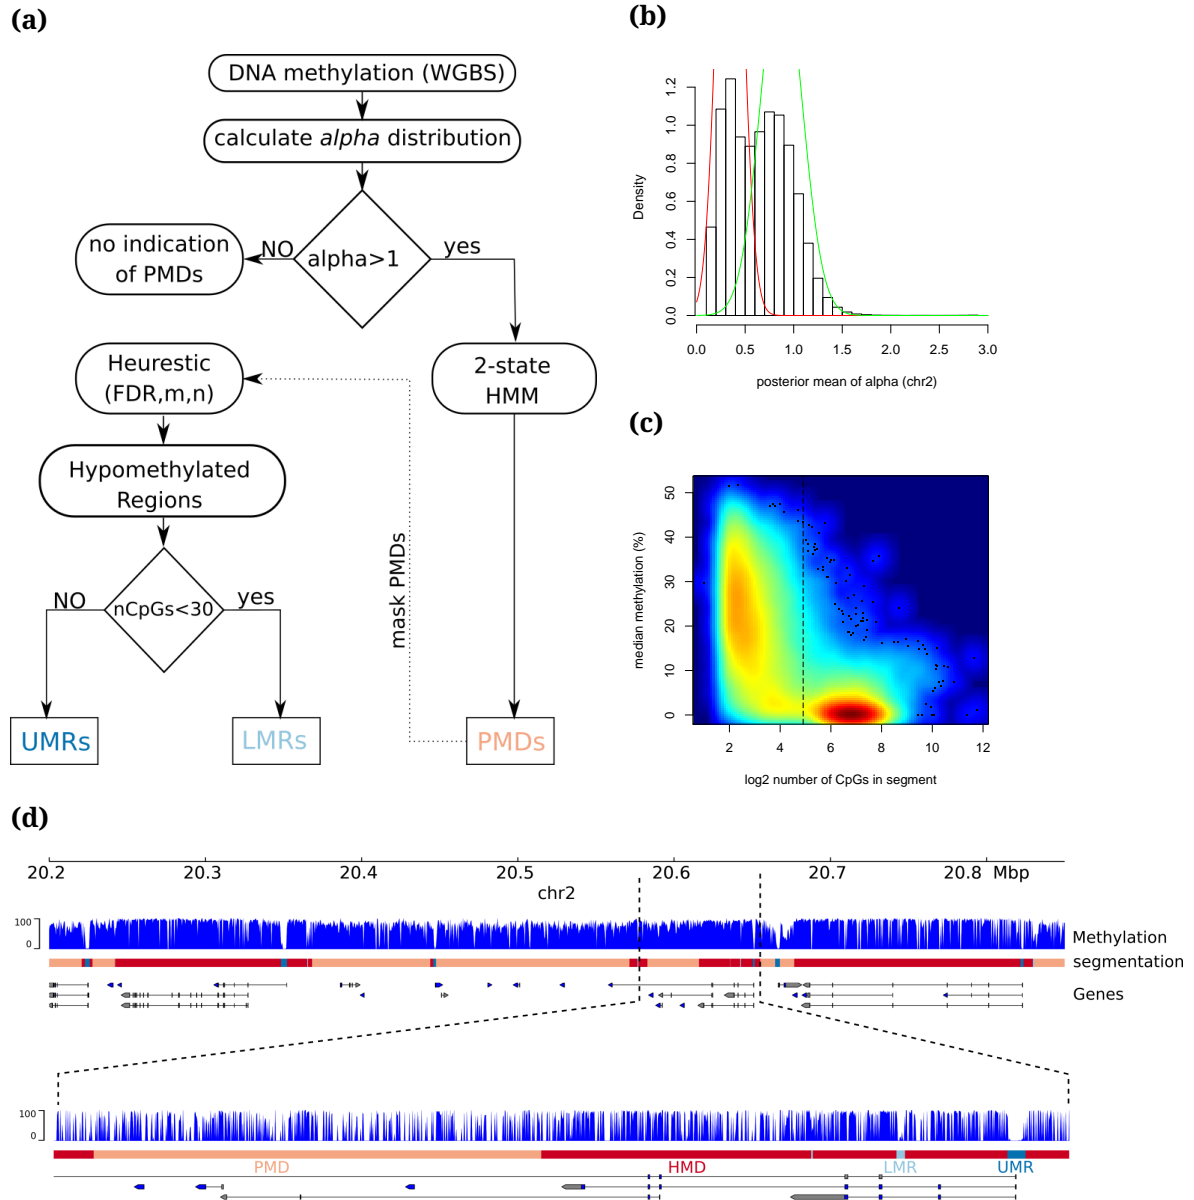 (a)
DNA methylation (WGBS)
calculate alpha distribution
alpha>1
NO
yes
no indication
of PMDs
2-state
HMM
Heurestic
(FDR,m,n)
Hypomethylated
Regions
mask PMDs
nCpGs<30
NO
yes
UMRs
LMRs
PMDs
(b)
Density
0.0
0.2
0.4
0.6
0.8
1.0
1.2
0.0 0.5 1.0 1.5 2.0 2.5 3.0
posterior mean of alpha (chr2)
(c)
median methylation (%)
50
40
30
20
10
0
2 4 6 8 10 12
log2 number of CpGs in segment
(d)
20.2 20.3 20.4 20.5 20.6 20.7 20.8 Mbp
chr2
100
0
Methylation
segmentation
Genes
100
0
PMD HMD LMR UMR